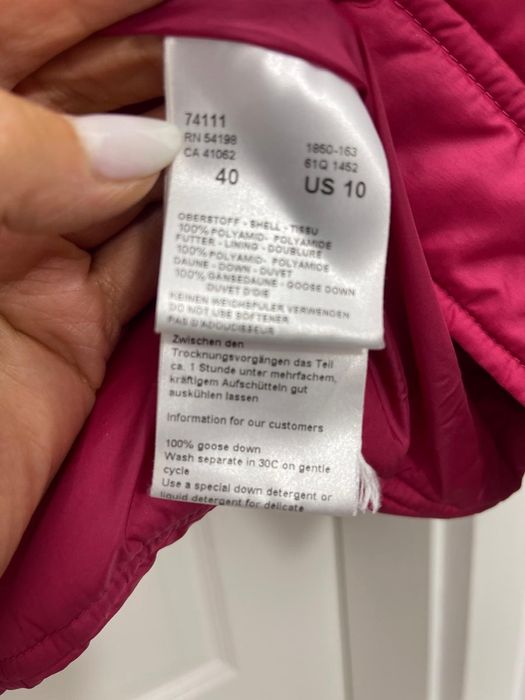 74111
RN 54198
CA 41062
40
1860-163
61Q 1452
US 10
OBERSTOFF - SHELL - TISSU
100% POLYAMID- POLYAMIDE
FUTTER - LINING - DOUBLURE
100% POLYAMID- POLYAMIDE
DAUNE - DOWN - DUVET
100% GÄNSEDAUNE - GOOSE DOWN
DUVET D'OIE
KEINEN WEICHSPÜLER VERWENDEN
DO NOT USE SOFTENER
PAS D'ADOUCISSEUR
Zwischen den
Trocknungsvorgängen das Teil
ca. 1 Stunde unter mehrfachem,
kräftigem Aufschütteln gut
auskühlen lassen
Information for our customers
100% goose down
Wash separate in 30C on gentle
cycle
Use a special down detergent or
liquid detergent for delicate